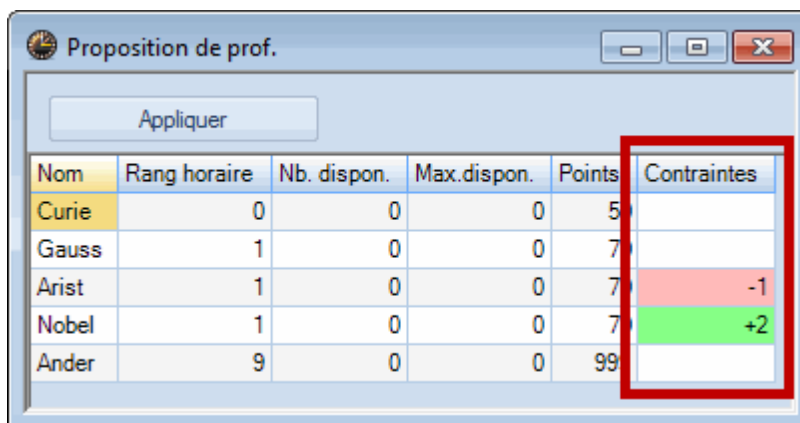 Proposition de prof.
Appliquer
Nom Rang horaire Nb. dispon. Max.dispon. Points Contraintes
Curie 0 0 0
Gauss 1 0 0
Arist 1 0 0 -1
Nobel 1 0 0 +2
Ander 9 0 0